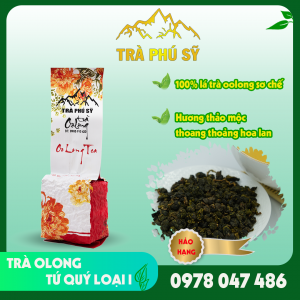 TRÀ PHÚ SỸ
100% lá trà oolong sơ chế
Hương thảo mộc
thoang thoảng hoa lan
TRÀ PHÚ SỸ
OoLong Tea
HẢO
HẠNG
TRÀ OLONG
TỨ QUÝ LOẠI I
0978 047 486